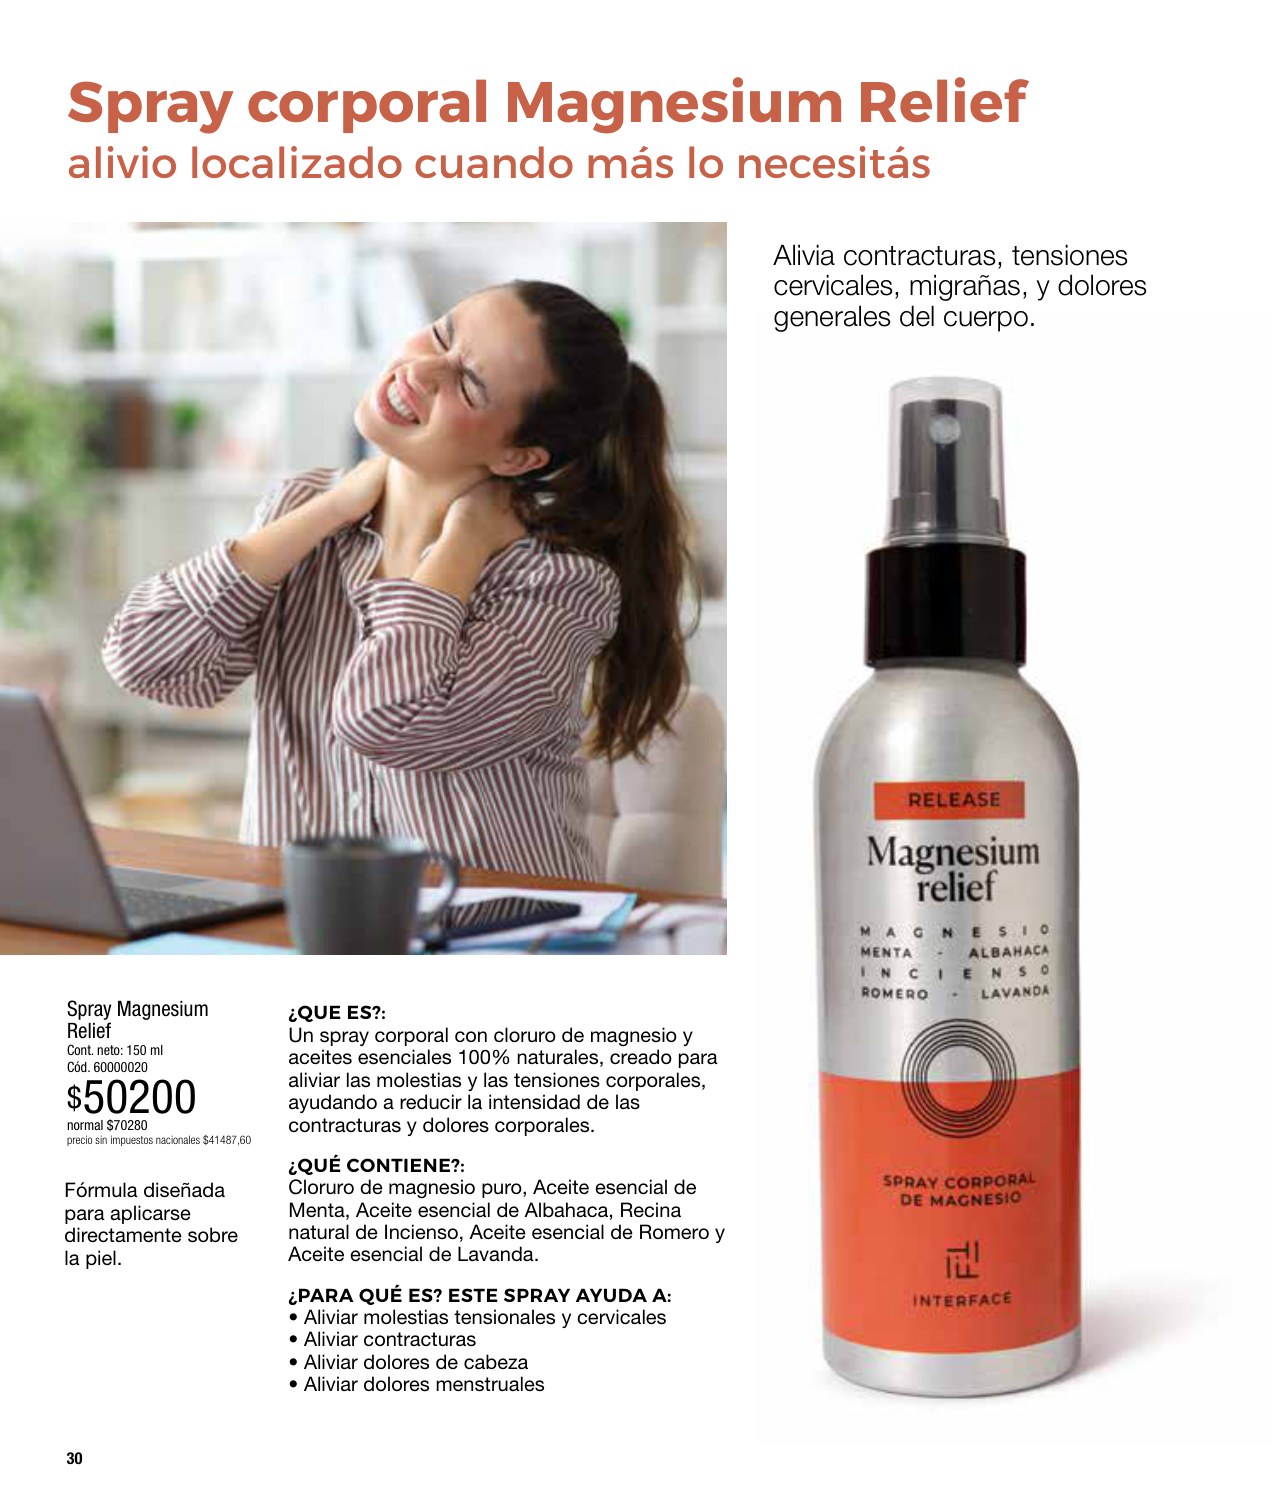 Spray corporal Magnesium Relief
alivio localizado cuando más lo necesitás
Alivia contracturas, tensiones
cervicales, migrañas, y dolores
generales del cuerpo.
RELEASE
Magnesium
relief
MAGNESIO
MENTA - ALBAHACA
INCIENSO
ROMERO - LAVANDA
SPRAY CORPORAL
DE MAGNESIO
INTERFACE
Spray Magnesium
Relief
Cont. neto: 150 ml
Cód. 60000020
$50200
normal $70280
precio sin impuestos nacionales $41487,60
Fórmula diseñada
para aplicarse
directamente sobre
la piel.
¿QUE ES?:
Un spray corporal con cloruro de magnesio y
aceites esenciales 100% naturales, creado para
aliviar las molestias y las tensiones corporales,
ayudando a reducir la intensidad de las
contracturas y dolores corporales.
¿QUÉ CONTIENE?:
Cloruro de magnesio puro, Aceite esencial de
Menta, Aceite esencial de Albahaca, Recina
natural de Incienso, Aceite esencial de Romero y
Aceite esencial de Lavanda.
¿PARA QUÉ ES? ESTE SPRAY AYUDA A:
• Aliviar molestias tensionales y cervicales
• Aliviar contracturas
• Aliviar dolores de cabeza
• Aliviar dolores menstruales
30